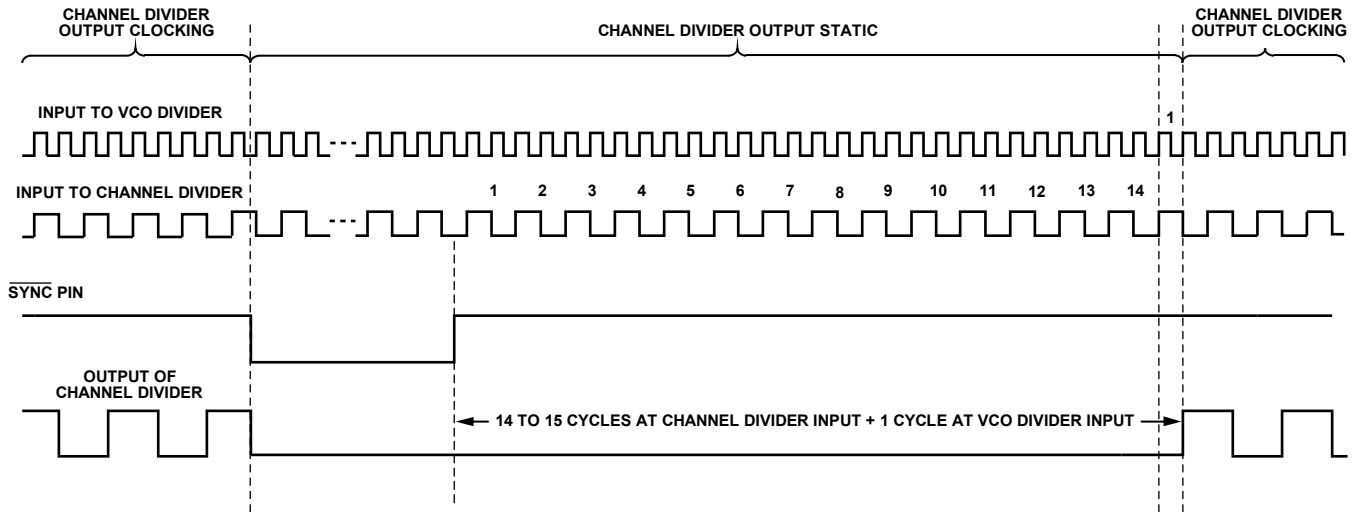 CHANNEL DIVIDER
OUTPUT CLOCKING
CHANNEL DIVIDER OUTPUT STATIC
CHANNEL DIVIDER
OUTPUT CLOCKING
INPUT TO VCO DIVIDER
1
INPUT TO CHANNEL DIVIDER
1 2 3 4 5 6 7 8 9 10 11 12 13 14
SYNC PIN
OUTPUT OF
CHANNEL DIVIDER
14 TO 15 CYCLES AT CHANNEL DIVIDER INPUT + 1 CYCLE AT VCO DIVIDER INPUT